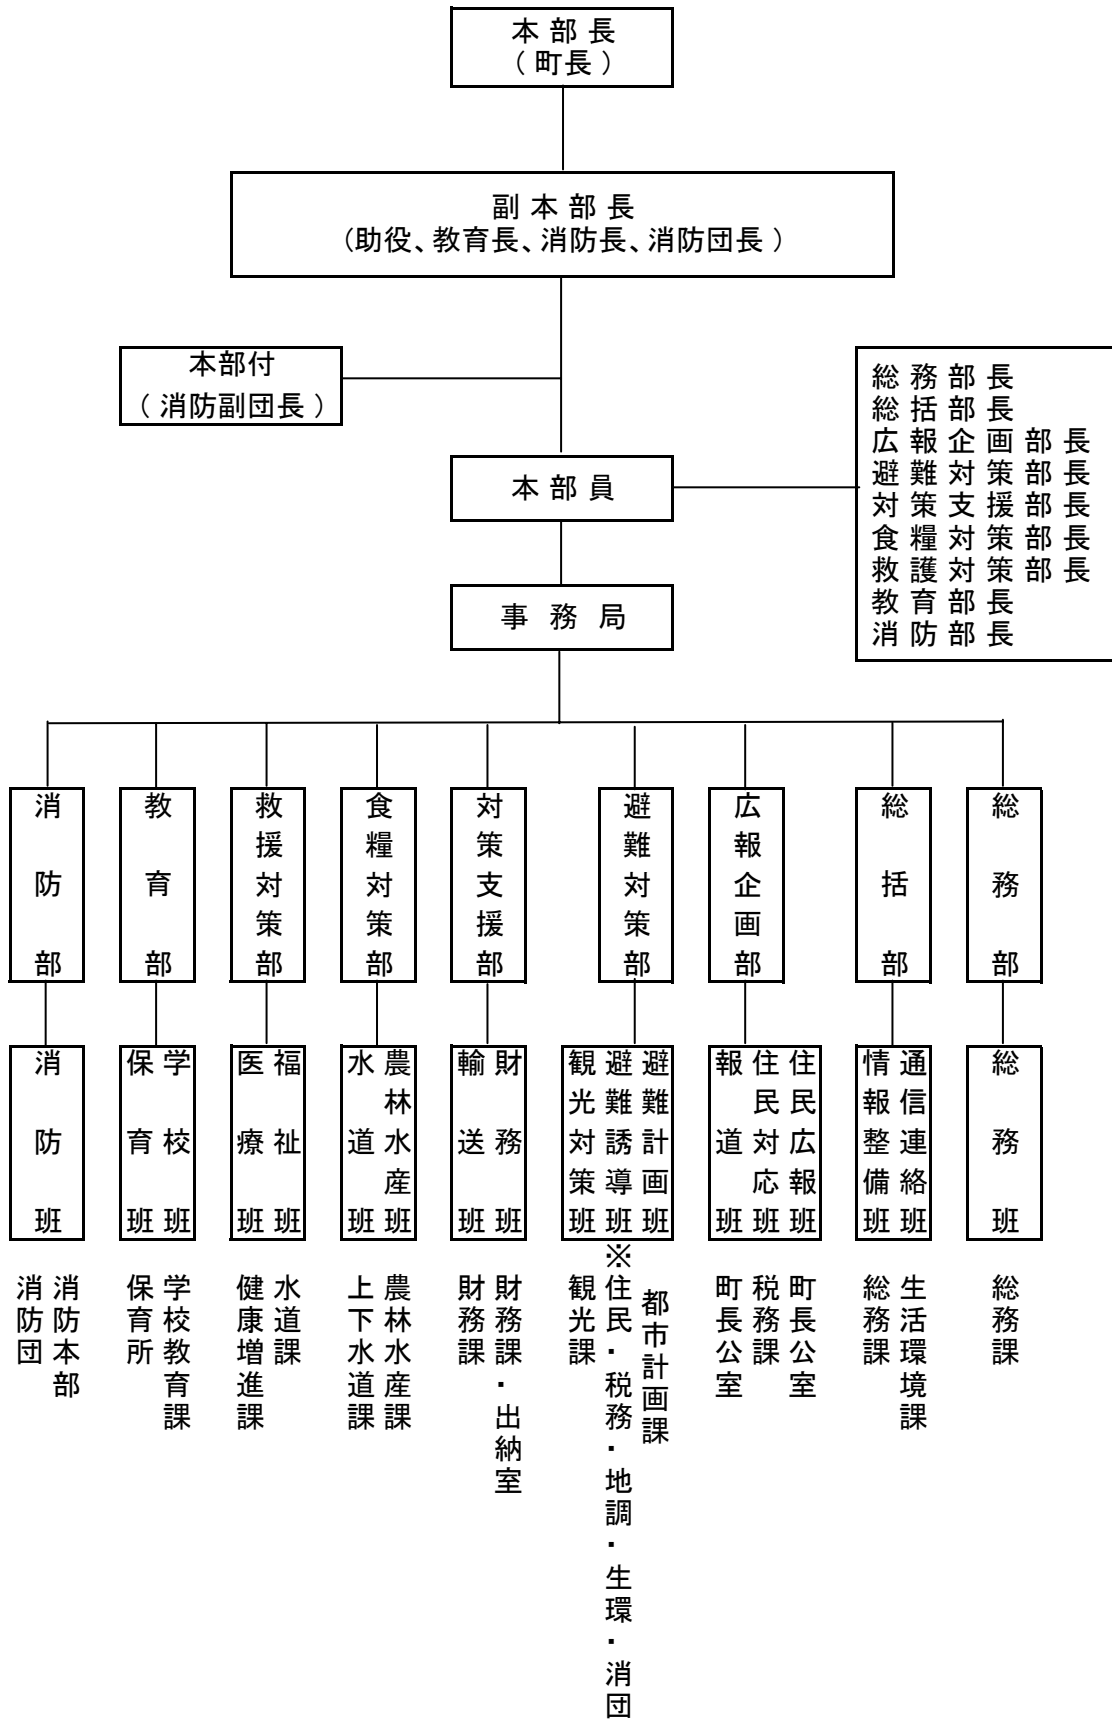 本部長
（町長）
副本部長
（助役、教育長、消防長、消防団長）
本部付
（消防副団長）
総務部長
総括部長
広報企画部長
避難対策部長
対策支援部長
食糧対策部長
救護対策部長
教育部長
消防部長
本部員
事務局
総務部
総括部
広報企画部
避難対策部
対策支援部
食糧対策部
救援対策部
教育部
消防部
総務班
通信連絡班
情報整備班
住民広報班
住民対応班
報道班
避難計画班
避難誘導班
観光対策班
財務班
輸送班
農林水産班
水道班
福祉班
医療班
学校班
保育班
消防班
総務課
生活環境課
総務課
町長公室
税務課
町長公室
都市計画課
※住民・税務・地調・生環・消団
観光課
財務課・出納室
財務課
農林水産課
上下水道課
水道課
健康増進課
学校教育課
保育所
消防本部
消防団